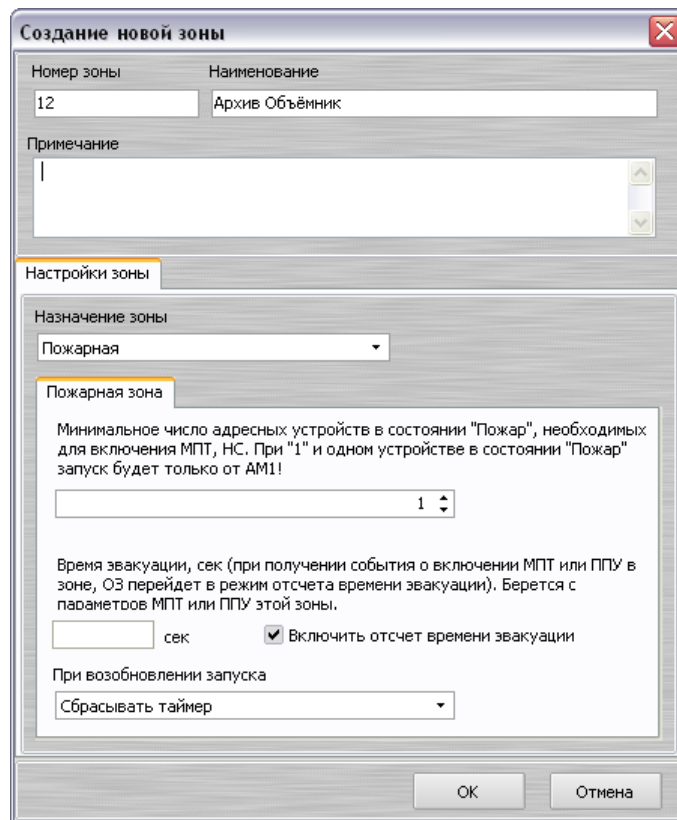 Создание новой зоны
Номер зоны Наименование
12 Архив Объёмник
Примечание
Настройки зоны
Назначение зоны
Пожарная
Пожарная зона
Минимальное число адресных устройств в состоянии "Пожар", необходимых
для включения МПТ, НС. При "1" и одном устройстве в состоянии "Пожар"
запуск будет только от АМ1!
1
Время эвакуации, сек (при получении события о включении МПТ или ППУ в
зоне, ОЗ перейдет в режим отсчета времени эвакуации). Берется с
параметров МПТ или ППУ этой зоны.
сек Включить отсчет времени эвакуации
При возобновлении запуска
Сбрасывать таймер
ОК Отмена